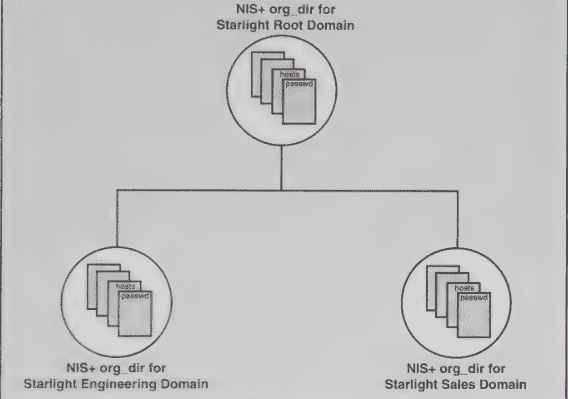 NIS+ org_dir for
Starlight Root Domain
hosts
passwd
hosts
passwd
NIS+ org_dir for
Starlight Engineering Domain
hosts
passwd
NIS+ org_dir for
Starlight Sales Domain